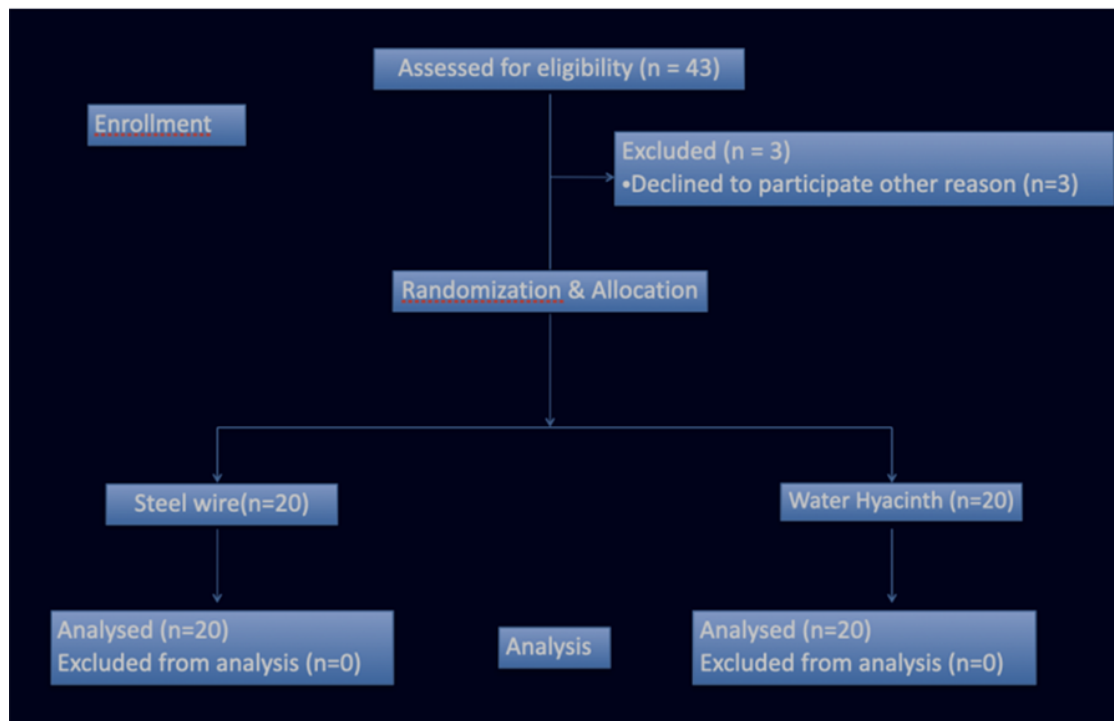 Assessed for eligibility (n = 43)
Enrollment
Excluded (n = 3)
•Declined to participate other reason (n=3)
Randomization & Allocation
Steel wire(n=20)
Water Hyacinth (n=20)
Analysed (n=20)
Excluded from analysis (n=0)
Analysis
Analysed (n=20)
Excluded from analysis (n=0)